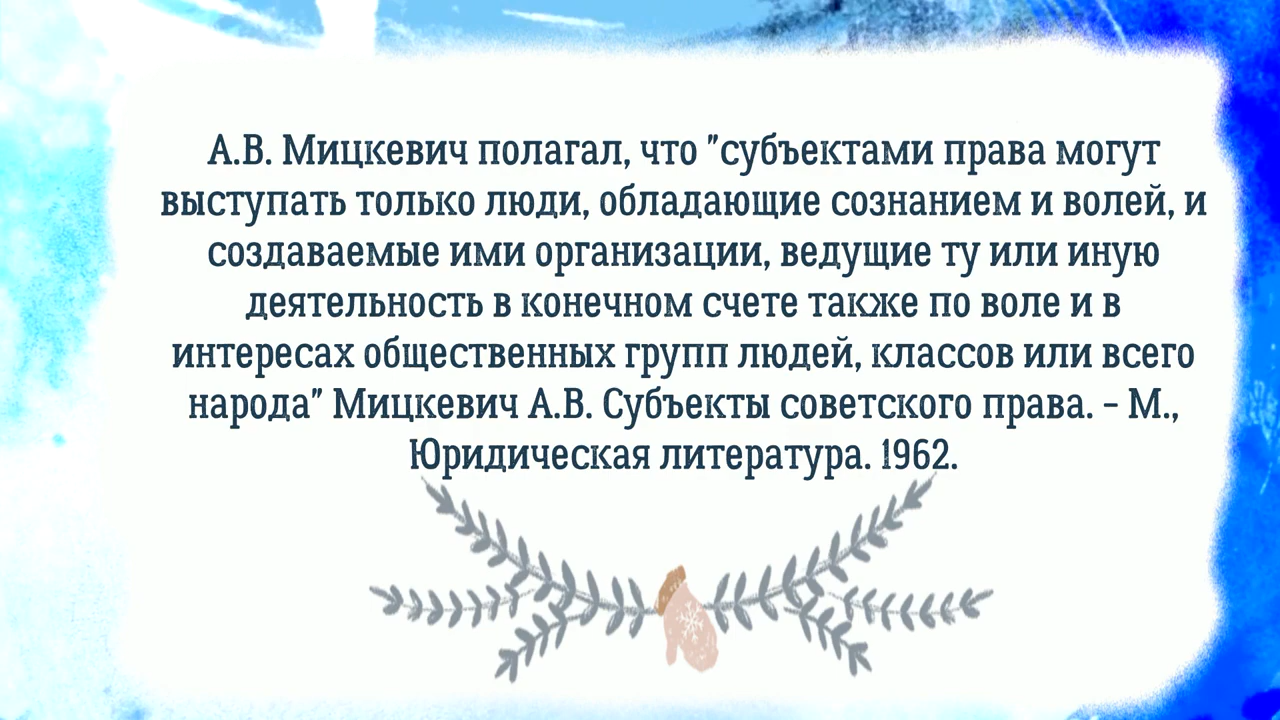 А.В. Мицкевич полагал, что "субъектами права могут
выступать только люди, обладающие сознанием и волей, и
создаваемые ими организации, ведущие ту или иную
деятельность в конечном счете также по воле и в
интересах общественных групп людей, классов или всего
народа" Мицкевич А.В. Субъекты советского права. - М.,
Юридическая литература. 1962.